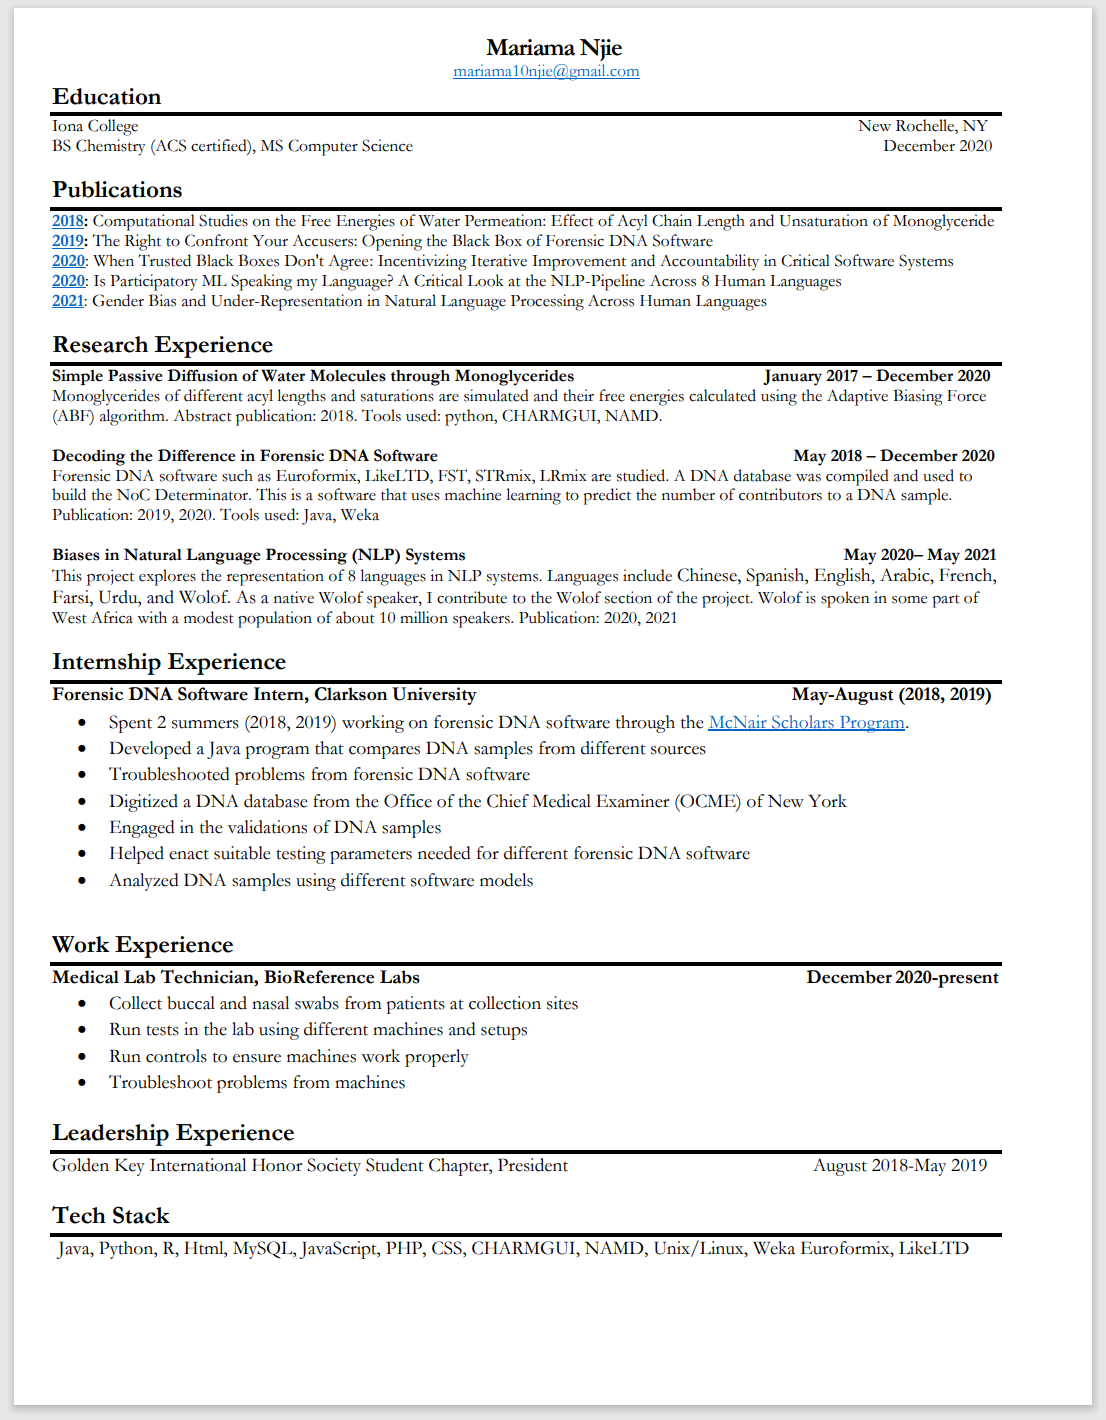 Mariama Njie
mariama10njie@gmail.com
Education
Iona College New Rochelle, NY
BS Chemistry (ACS certified), MS Computer Science December 2020
Publications
2018: Computational Studies on the Free Energies of Water Permeation: Effect of Acyl Chain Length and Unsaturation of Monoglyceride
2019: The Right to Confront Your Accusers: Opening the Black Box of Forensic DNA Software
2020: When Trusted Black Boxes Don't Agree: Incentivizing Iterative Improvement and Accountability in Critical Software Systems
2020: Is Participatory ML Speaking my Language? A Critical Look at the NLP-Pipeline Across 8 Human Languages
2021: Gender Bias and Under-Representation in Natural Language Processing Across Human Languages
Research Experience
Simple Passive Diffusion of Water Molecules through Monoglycerides January 2017 – December 2020
Monoglycerides of different acyl lengths and saturations are simulated and their free energies calculated using the Adaptive Biasing Force
(ABF) algorithm. Abstract publication: 2018. Tools used: python, CHARMGUI, NAMD.
Decoding the Difference in Forensic DNA Software May 2018 – December 2020
Forensic DNA software such as Euroformix, LikeLTD, FST, STRmix, LRmix are studied. A DNA database was compiled and used to
build the NoC Determinator. This is a software that uses machine learning to predict the number of contributors to a DNA sample.
Publication: 2019, 2020. Tools used: Java, Weka
Biases in Natural Language Processing (NLP) Systems May 2020– May 2021
This project explores the representation of 8 languages in NLP systems. Languages include Chinese, Spanish, English, Arabic, French,
Farsi, Urdu, and Wolof. As a native Wolof speaker, I contribute to the Wolof section of the project. Wolof is spoken in some part of
West Africa with a modest population of about 10 million speakers. Publication: 2020, 2021
Internship Experience
Forensic DNA Software Intern, Clarkson University May-August (2018, 2019)
• Spent 2 summers (2018, 2019) working on forensic DNA software through the McNair Scholars Program.
• Developed a Java program that compares DNA samples from different sources
• Troubleshooted problems from forensic DNA software
• Digitized a DNA database from the Office of the Chief Medical Examiner (OCME) of New York
• Engaged in the validations of DNA samples
• Helped enact suitable testing parameters needed for different forensic DNA software
• Analyzed DNA samples using different software models
Work Experience
Medical Lab Technician, BioReference Labs December 2020-present
• Collect buccal and nasal swabs from patients at collection sites
• Run tests in the lab using different machines and setups
• Run controls to ensure machines work properly
• Troubleshoot problems from machines
Leadership Experience
Golden Key International Honor Society Student Chapter, President August 2018-May 2019
Tech Stack
Java, Python, R, Html, MySQL, JavaScript, PHP, CSS, CHARMGUI, NAMD, Unix/Linux, Weka Euroformix, LikeLTD